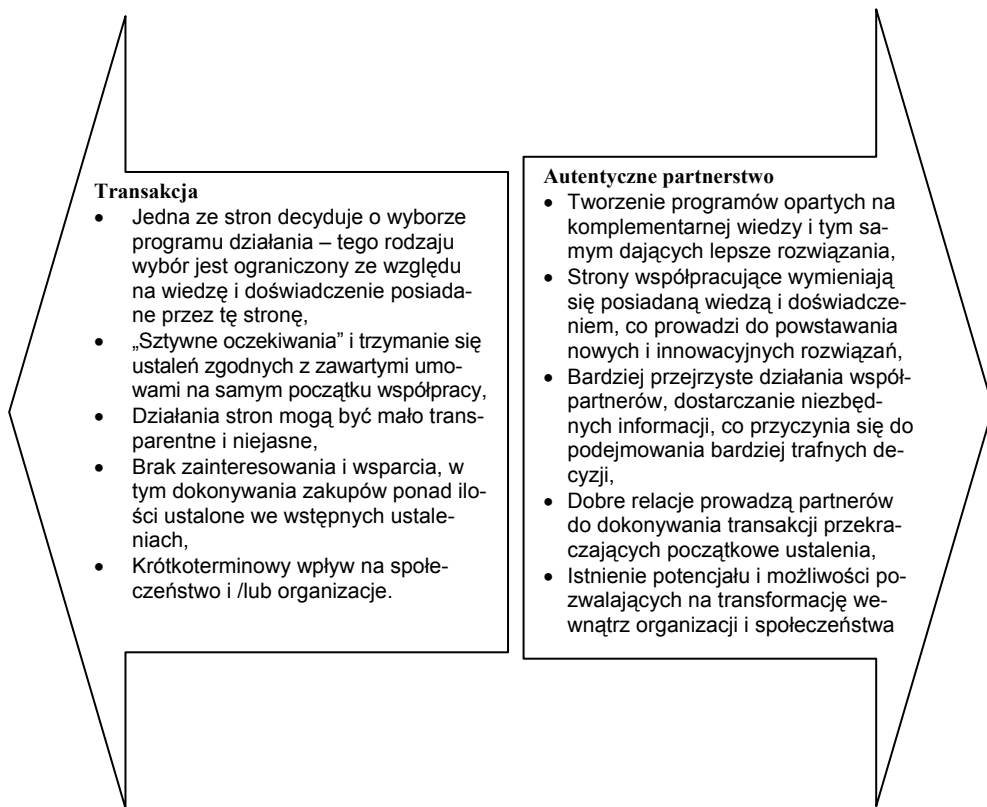 Transakcja
• Jedna ze stron decyduje o wyborze
programu działania – tego rodzaju
wybór jest ograniczony ze względu
na wiedzę i doświadczenie posiada-
ne przez tę stronę,
• „Sztywne oczekiwania” i trzymanie się
ustaleń zgodnych z zawartymi umo-
wami na samym początku współpracy,
• Działania stron mogą być mało trans-
parentne i niejasne,
• Brak zainteresowania i wsparcia, w
tym dokonywania zakupów ponad ilo-
ści ustalone we wstępnych ustale-
niach,
• Krótkoterminowy wpływ na społe-
czeństwo i /lub organizacje.
Autentyczne partnerstwo
• Tworzenie programów opartych na
komplementarnej wiedzy i tym sa-
mym dających lepsze rozwiązania,
• Strony współpracujące wymieniają
się posiadaną wiedzą i doświadcze-
niem, co prowadzi do powstawania
nowych i innowacyjnych rozwiązań,
• Bardziej przejrzyste działania współ-
partnerów, dostarczanie niezbęd-
nych informacji, co przyczynia się do
podejmowania bardziej trafnych de-
cyzji,
• Dobre relacje prowadzą partnerów
do dokonywania transakcji przekra-
czających początkowe ustalenia,
• Istnienie potencjału i możliwości po-
zwalających na transformację we-
wnątrz organizacji i społeczeństwa